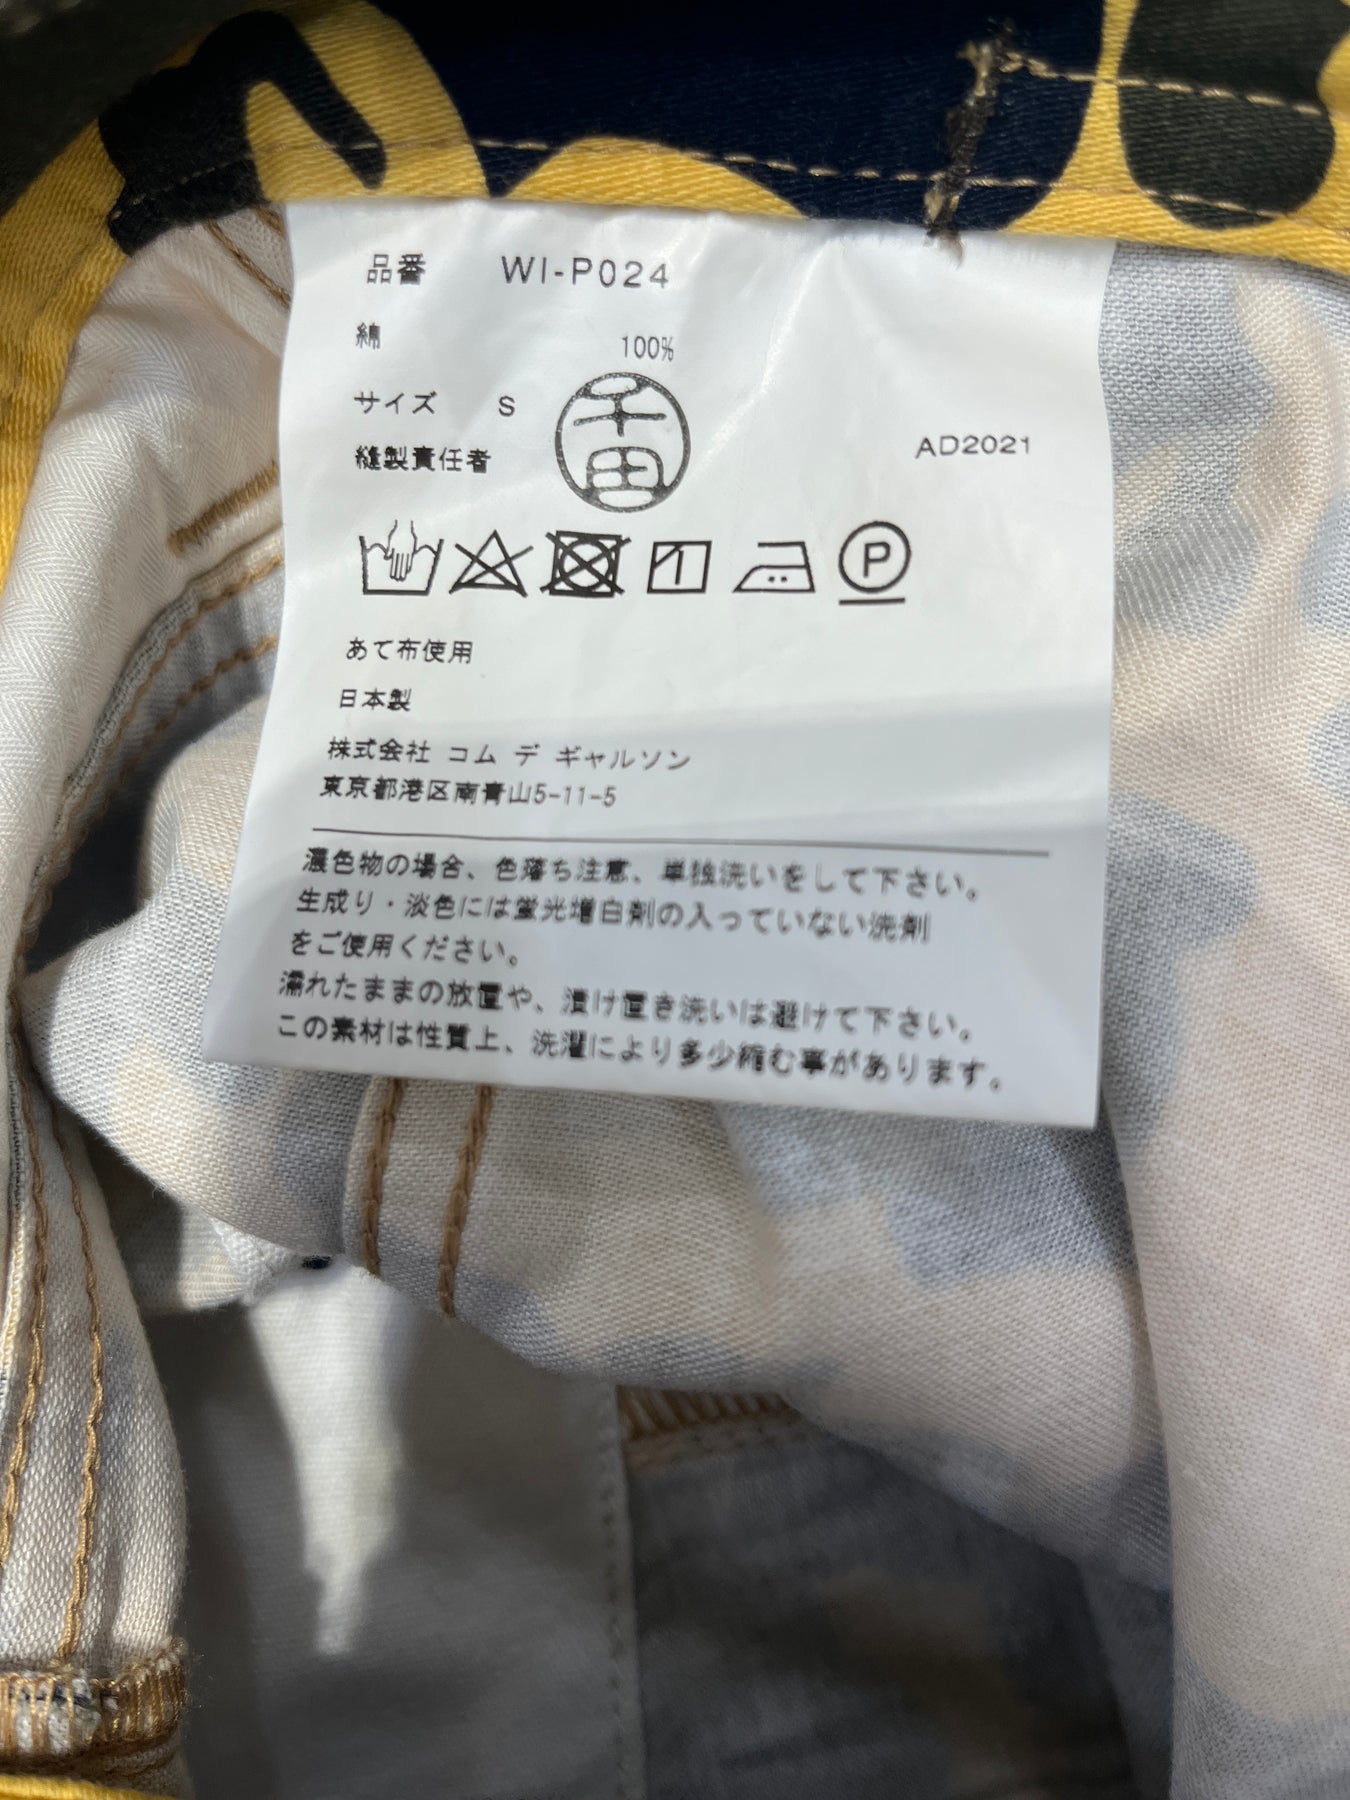 品番 WI-P024
綿 100%
サイズ S
縫製責任者 千田
AD2021
P
あて布使用
日本製
株式会社 コム デ ギャルソン
東京都港区南青山5-11-5
濃色物の場合、色落ち注意、単独洗いをして下さい。
生成り・淡色には蛍光増白剤の入っていない洗剤
をご使用ください。
濡れたままの放置や、漬け置き洗いは避けて下さい。
この素材は性質上、洗濯により多少縮む事があります。